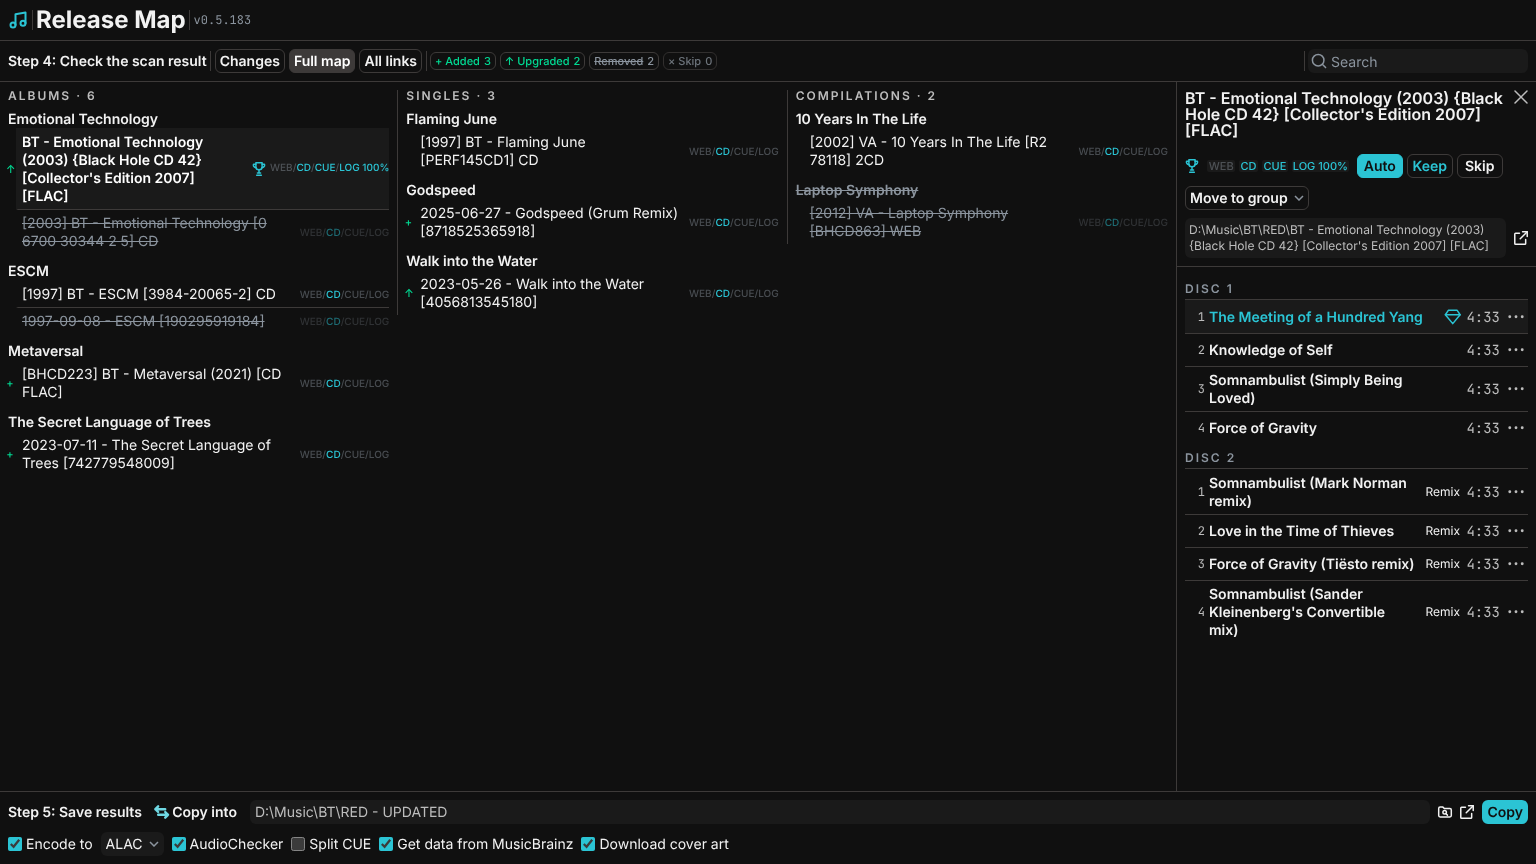 Release Map v0.5.183
Step 4: Check the scan result Changes Full map All links + Added 3 ↑ Upgraded 2 Removed 2 × Skip 0 Search
ALBUMS · 6
Emotional Technology
BT - Emotional Technology
(2003) {Black Hole CD 42}
[Collector's Edition 2007]
[FLAC]
WEB/CD/CUE/LOG 100%
[2003] BT - Emotional Technology [0
6700 30344 2 5] CD
WEB/CD/CUE/LOG
ESCM
[1997] BT - ESCM [3984-20065-2] CD WEB/CD/CUE/LOG
1997-09-08 - ESCM [190295919184] WEB/CD/CUE/LOG
Metaversal
[BHCD223] BT - Metaversal (2021) [CD
FLAC]
WEB/CD/CUE/LOG
The Secret Language of Trees
2023-07-11 - The Secret Language of
Trees [742779548009]
WEB/CD/CUE/LOG
SINGLES · 3
Flaming June
[1997] BT - Flaming June
[PERF145CD1] CD
WEB/CD/CUE/LOG
Godspeed
2025-06-27 - Godspeed (Grum Remix)
[8718525365918]
WEB/CD/CUE/LOG
Walk into the Water
2023-05-26 - Walk into the Water
[4056813545180]
WEB/CD/CUE/LOG
COMPILATIONS · 2
10 Years In The Life
[2002] VA - 10 Years In The Life [R2
78118] 2CD
WEB/CD/CUE/LOG
Laptop Symphony
[2012] VA - Laptop Symphony
[BHCD863] WEB
WEB/CD/CUE/LOG
BT - Emotional Technology (2003) {Black
Hole CD 42} [Collector's Edition 2007]
[FLAC]
WEB CD CUE LOG 100% Auto Keep Skip
Move to group
D:\Music\BT\RED\BT - Emotional Technology (2003)
{Black Hole CD 42} [Collector's Edition 2007] [FLAC]
DISC 1
1 The Meeting of a Hundred Yang 4:33
2 Knowledge of Self 4:33
3 Somnambulist (Simply Being
Loved) 4:33
4 Force of Gravity 4:33
DISC 2
1 Somnambulist (Mark Norman
remix) Remix 4:33
2 Love in the Time of Thieves Remix 4:33
3 Force of Gravity (Tiësto remix) Remix 4:33
4 Somnambulist (Sander
Kleinenberg's Convertible
mix) Remix 4:33
Step 5: Save results Copy into D:\Music\BT\RED - UPDATED Copy
Encode to ALAC AudioChecker Split CUE Get data from MusicBrainz Download cover art